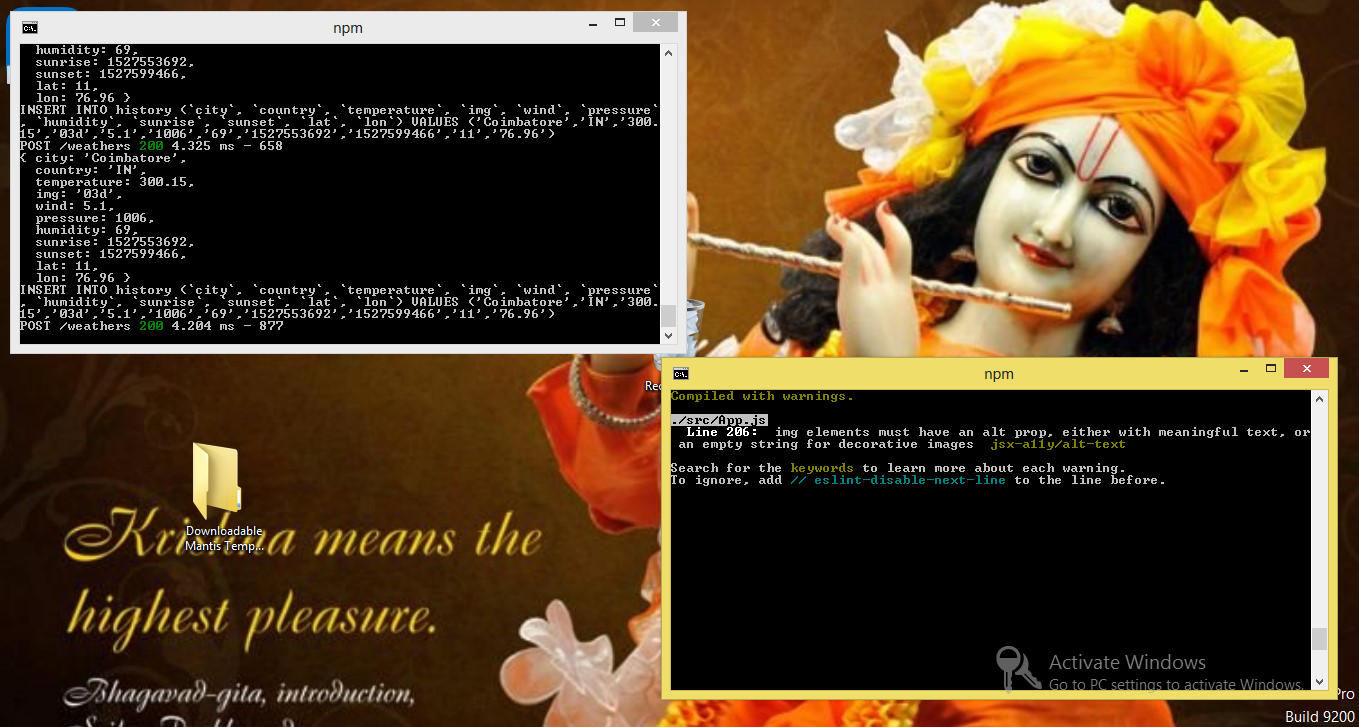 npm
humidity: 69,
sunrise: 1527553692,
sunset: 1527599466,
lat: 11,
lon: 76.96 }
INSERT INTO history (`city`, `country`, `temperature`, `img`, `wind`, `pressure`
, `humidity`, `sunrise`, `sunset`, `lat`, `lon`) VALUES ('Coimbatore','IN','300.
15','03d','5.1','1006','69','1527553692','1527599466','11','76.96')
POST /weathers 200 4.325 ms - 658
{ city: 'Coimbatore',
country: 'IN',
temperature: 300.15,
img: '03d',
wind: 5.1,
pressure: 1006,
humidity: 69,
sunrise: 1527553692,
sunset: 1527599466,
lat: 11,
lon: 76.96 }
INSERT INTO history (`city`, `country`, `temperature`, `img`, `wind`, `pressure`
, `humidity`, `sunrise`, `sunset`, `lat`, `lon`) VALUES ('Coimbatore','IN','300.
15','03d','5.1','1006','69','1527553692','1527599466','11','76.96')
POST /weathers 200 4.204 ms - 877
npm
Compiled with warnings.
./src/App.js
Line 206: img elements must have an alt prop, either with meaningful text, or
an empty string for decorative images jsx-a11y/alt-text
Search for the keywords to learn more about each warning.
To ignore, add // eslint-disable-next-line to the line before.
Downloadable
Mantis Temp...
Krishna means the
highest pleasure.
Bhagavad-gita, introduction,
Activate Windows
Go to PC settings to activate Windows.
Pro
Build 9200